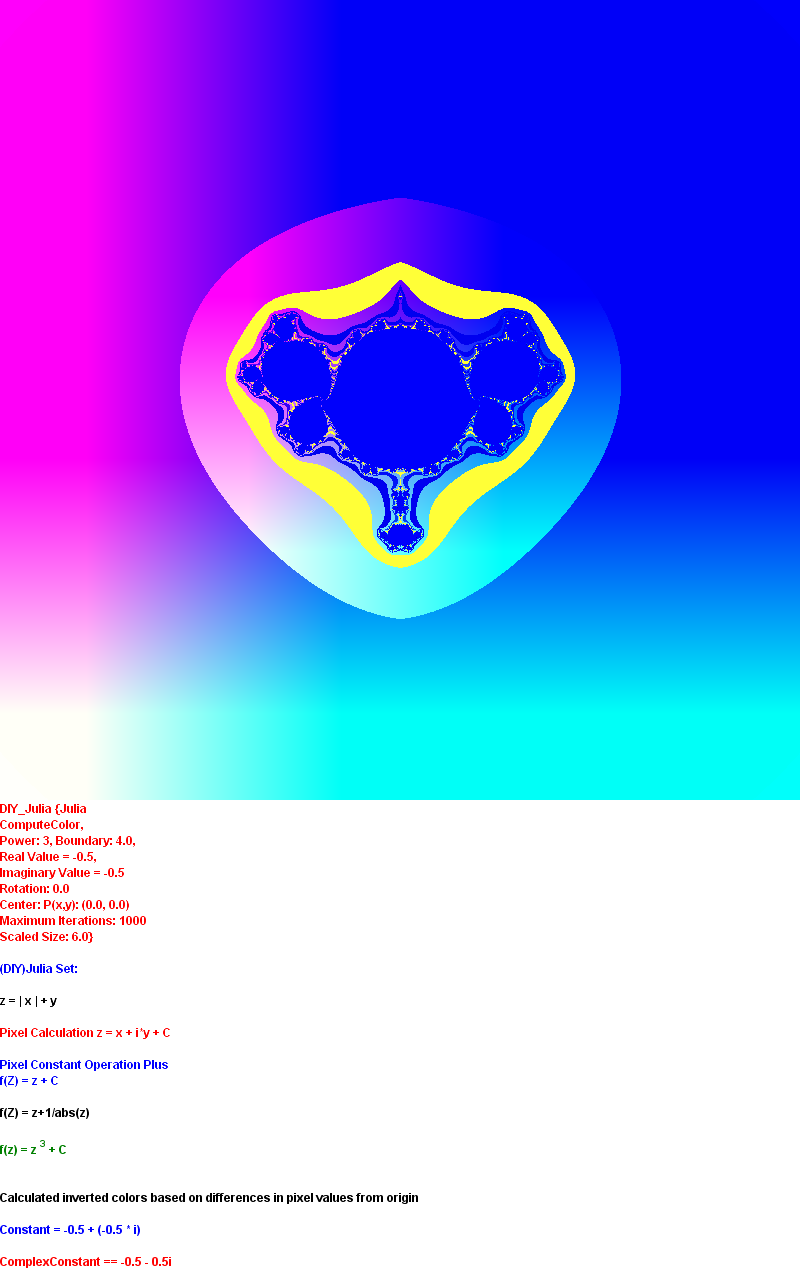 DIY_Julia {Julia
ComputeColor,
Power: 3, Boundary: 4.0,
Real Value = -0.5,
Imaginary Value = -0.5
Rotation: 0.0
Center: P(x,y): (0.0, 0.0)
Maximum Iterations: 1000
Scaled Size: 6.0}
(DIY)Julia Set:
z = | x | + y
Pixel Calculation z = x + i*y + C
Pixel Constant Operation Plus
f(Z) = z + C
f(Z) = z+1/abs(z)
f(z) = z ³ + C
Calculated inverted colors based on differences in pixel values from origin
Constant = -0.5 + (-0.5 * i)
ComplexConstant == -0.5 - 0.5i